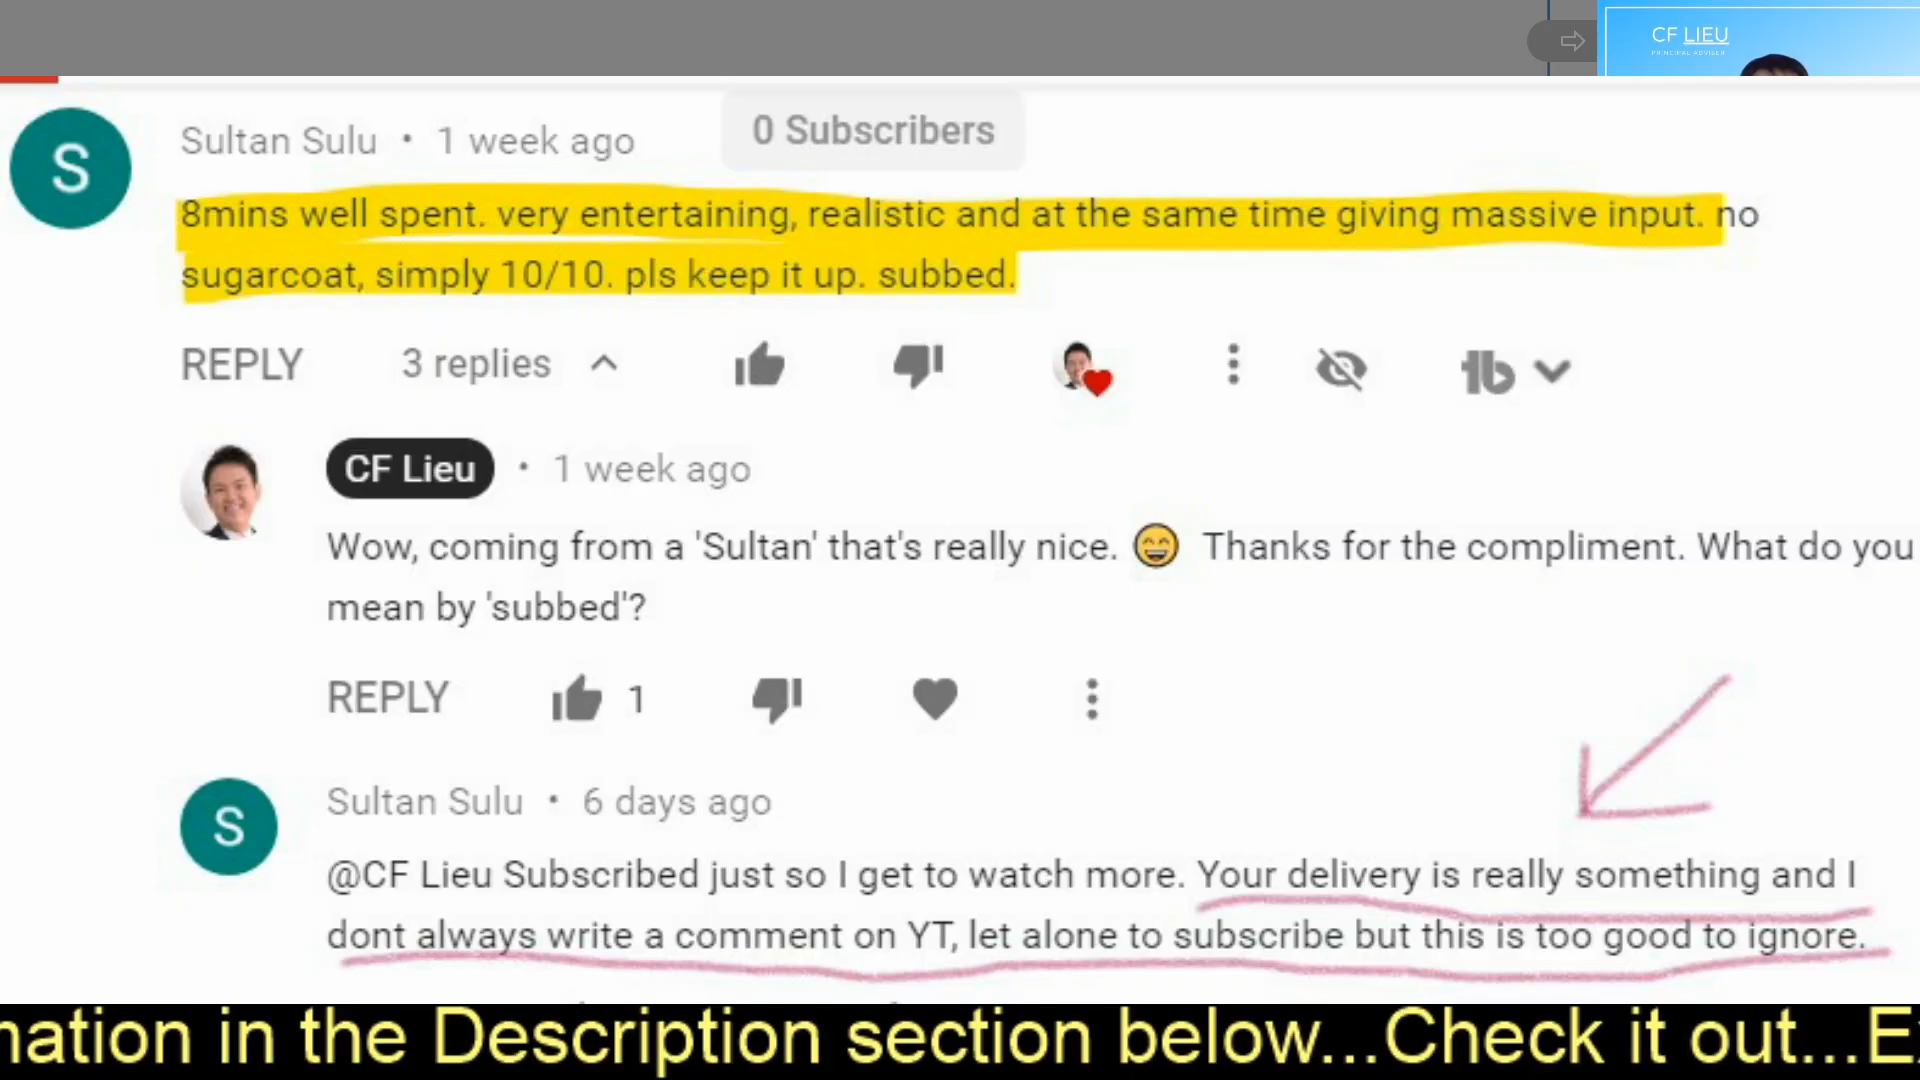 CF LIEU
PRINCIPAL ADVISER
S
Sultan Sulu • 1 week ago
0 Subscribers
8mins well spent. very entertaining, realistic and at the same time giving massive input. no
sugarcoat, simply 10/10. pls keep it up. subbed.
REPLY 3 replies
CF Lieu • 1 week ago
Wow, coming from a 'Sultan' that's really nice. 😄 Thanks for the compliment. What do you
mean by 'subbed'?
REPLY 1
S
Sultan Sulu • 6 days ago
@CF Lieu Subscribed just so I get to watch more. Your delivery is really something and I
dont always write a comment on YT, let alone to subscribe but this is too good to ignore.
mation in the Description section below...Check it out...E